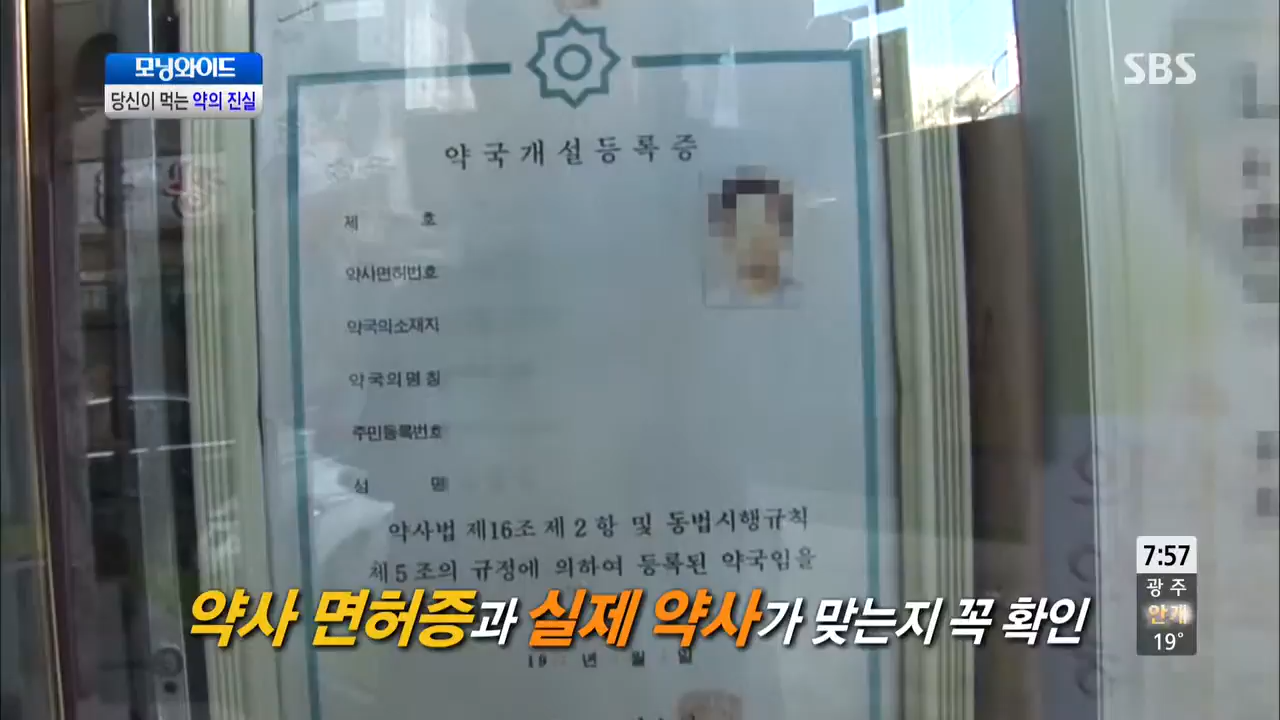 모닝와이드
당신이 먹는 약의 진실
SBS
약국개설등록증
제 호
약사면허번호
약국의소재지
약국의명칭
주민등록번호
성 명
약사법 제16조 제2항 및 동법시행규칙
제5조의 규정에 의하여 등록된 약국임을
약사 면허증과 실제 약사가 맞는지 꼭 확인
19 년 월 일
7:57
광주
안개
19°